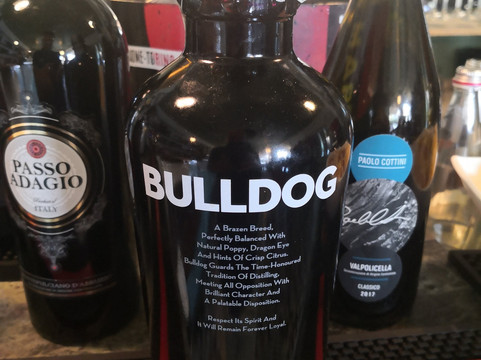 PASSO
ADAGIO
Product of
ITALY
BULLDOG
A Brazen Breed,
Perfectly Balanced With
Natural Poppy, Dragon Eye
And Hints Of Crisp Citrus.
Bulldog Guards The Time-Honoured
Tradition Of Distilling,
Meeting All Opposition With
Brilliant Character And
A Palatable Disposition.
Respect Its Spirit And
It Will Remain Forever Loyal.
PAOLO COTTINI
VALPOLICELLA
CLASSICO
2017